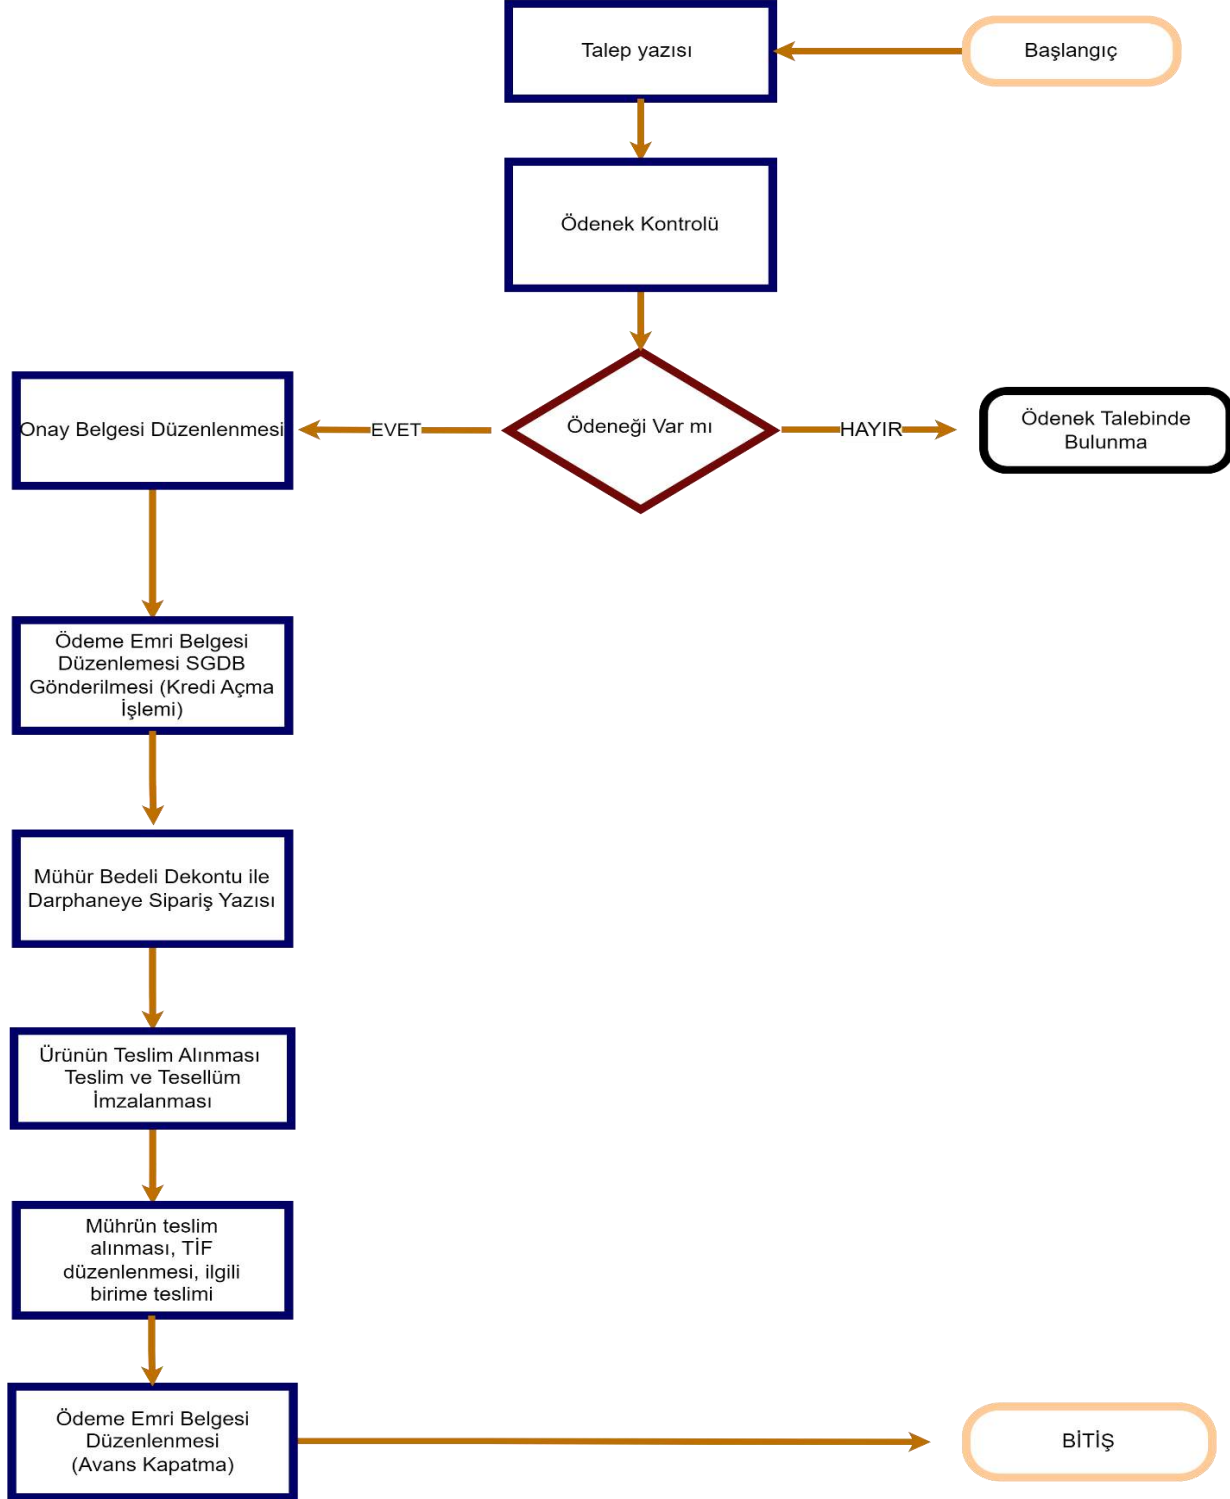 Başlangıç
Talep yazısı
Ödenek Kontrolü
Ödeneği Var mı
EVET
HAYIR
Onay Belgesi Düzenlenmesi
Ödenek Talebinde
Bulunma
Ödeme Emri Belgesi
Düzenlemesi SGDB
Gönderilmesi (Kredi Açma
İşlemi)
Mühür Bedeli Dekontu ile
Darphaneye Sipariş Yazısı
Ürünün Teslim Alınması
Teslim ve Tesellüm
İmzalanması
Mührün teslim
alınması, TİF
düzenlenmesi, ilgili
birime teslimi
Ödeme Emri Belgesi
Düzenlenmesi
(Avans Kapatma)
BİTİŞ